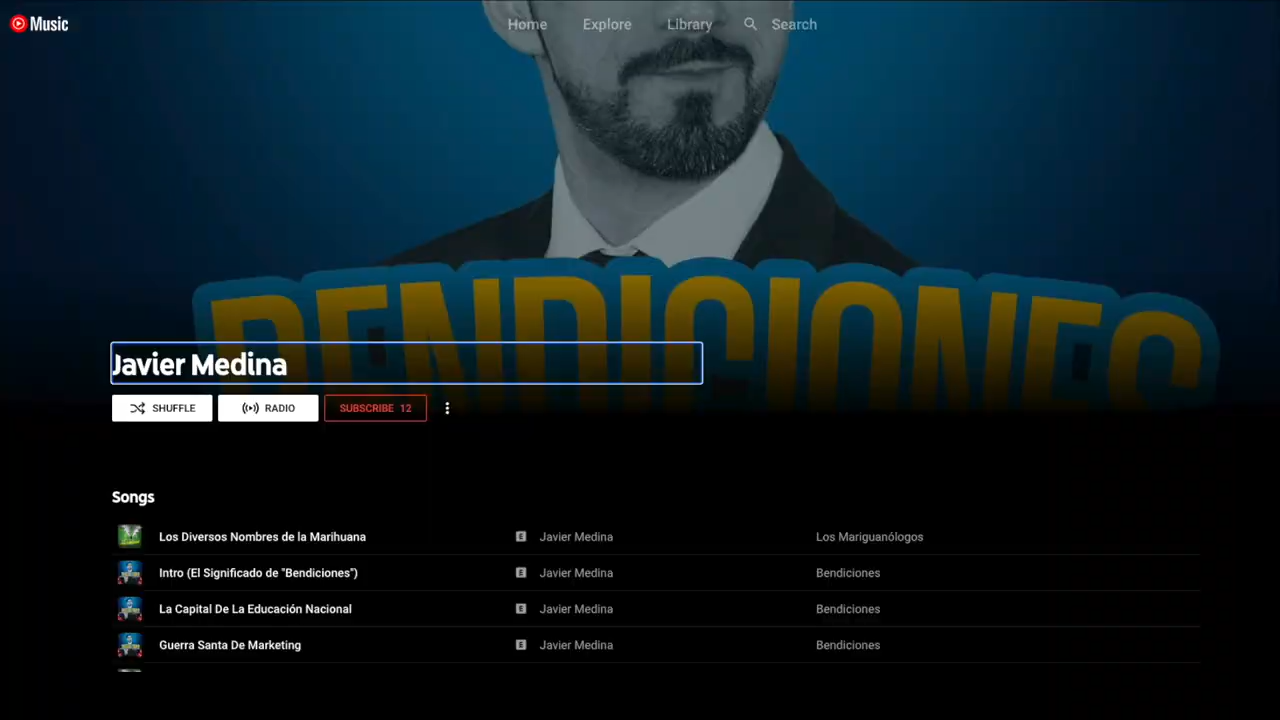 Music
Home
Explore
Library
Search
BENDICIONES
Javier Medina
SHUFFLE
RADIO
SUBSCRIBE 12
Songs
Los Diversos Nombres de la Marihuana E Javier Medina Los Mariguanólogos
Intro (El Significado de "Bendiciones") E Javier Medina Bendiciones
La Capital De La Educación Nacional E Javier Medina Bendiciones
Guerra Santa De Marketing E Javier Medina Bendiciones